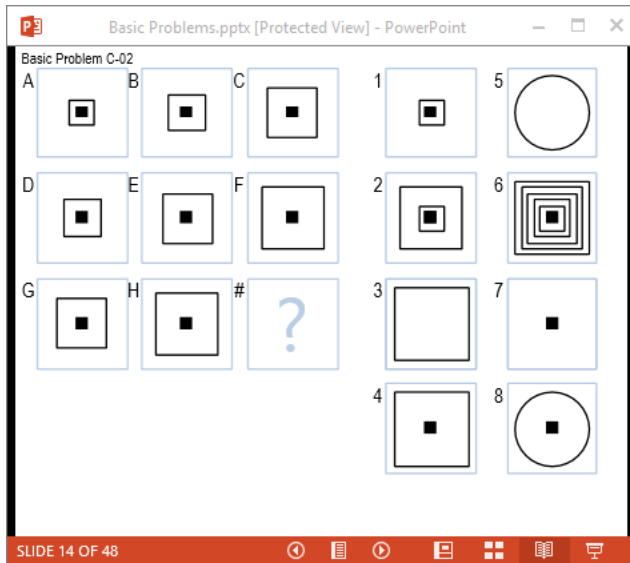 Basic Problems.pptx [Protected View] - PowerPoint
Basic Problem C-02
A B C 1 5
D E F 2 6
G H # ? 3 7
4 8
SLIDE 14 OF 48